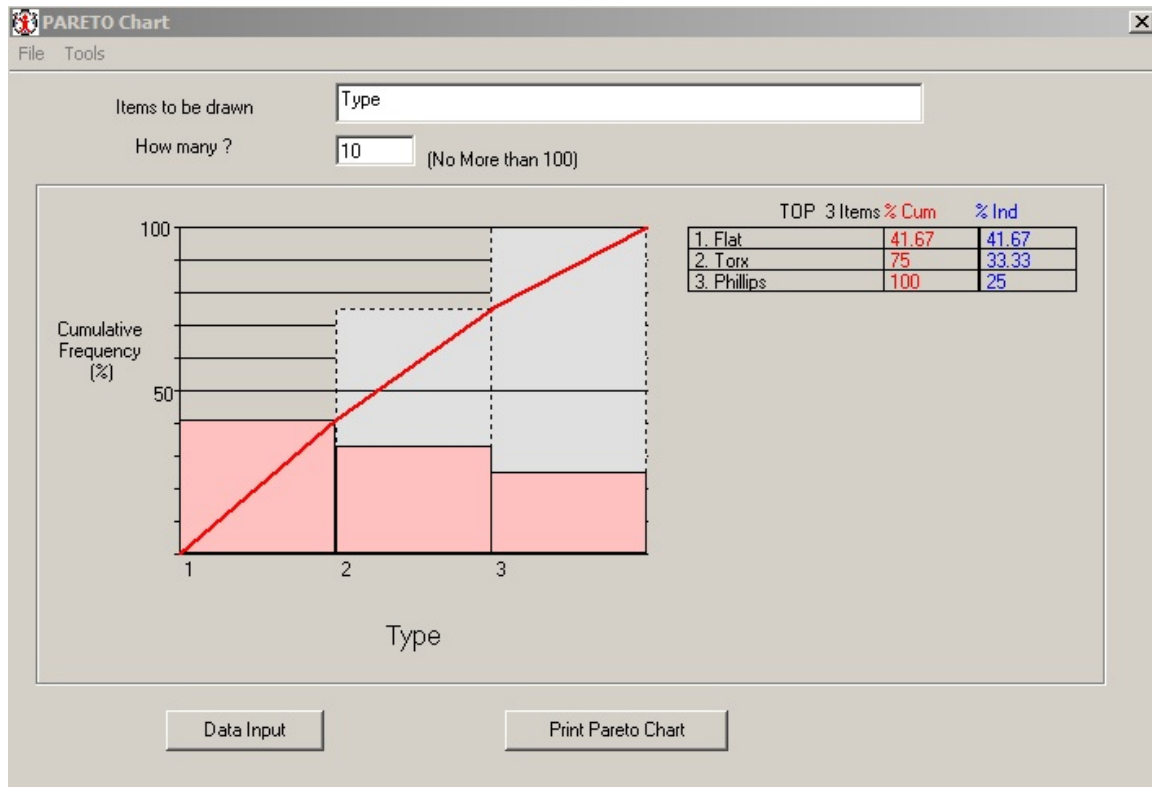 PARETO Chart
File Tools
Items to be drawn Type
How many ? 10 (No More than 100)
TOP 3 Items % Cum % Ind
1. Flat 41.67 41.67
2. Torx 75 33.33
3. Phillips 100 25
100
Cumulative
Frequency
(%)
50
1 2 3
Type
Data Input Print Pareto Chart